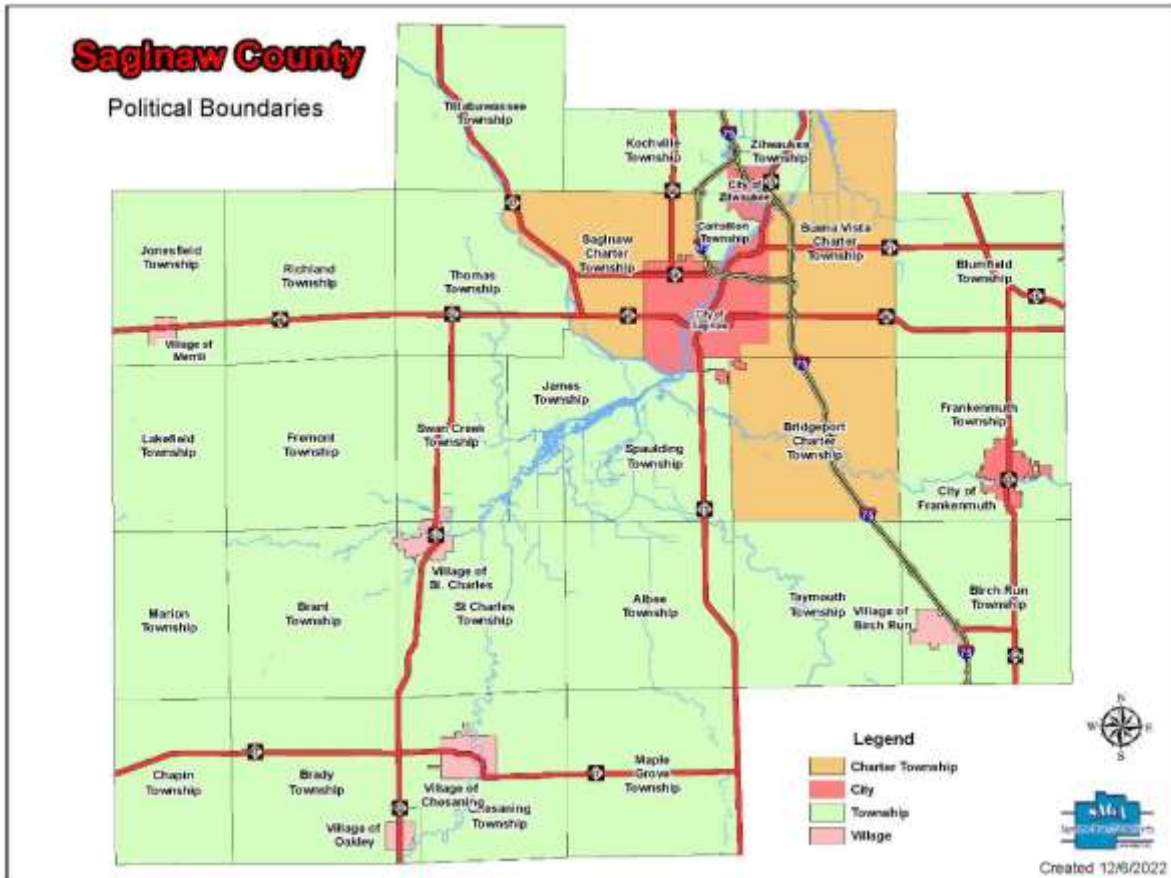 Saginaw County
Political Boundaries
Tittabawassee
Township
Kochville
Township
Zilwaukee
Township
City of
Zilwaukee
Carrollton
Township
Buena Vista
Charter
Township
Saginaw
Charter
Township
Jonesfield
Township
Richland
Township
Thomas
Township
Blumfield
Township
Village of
Merrill
City of
Saginaw
James
Township
Lakefield
Township
Fremont
Township
Swan Creek
Township
Spaulding
Township
Bridgeport
Charter
Township
Frankenmuth
Township
City of
Frankenmuth
Village of
St. Charles
Marion
Township
Brant
Township
St Charles
Township
Albee
Township
Taymouth
Township
Village of
Birch Run
Birch Run
Township
75
75
75
75
Chapin
Township
Brady
Township
Village of
Chesaning
Chesaning
Township
Maple
Grove
Township
Village of
Oakley
N
W
E
S
Legend
Charter Township
City
Township
Village
SAGA
Created 12/6/2022